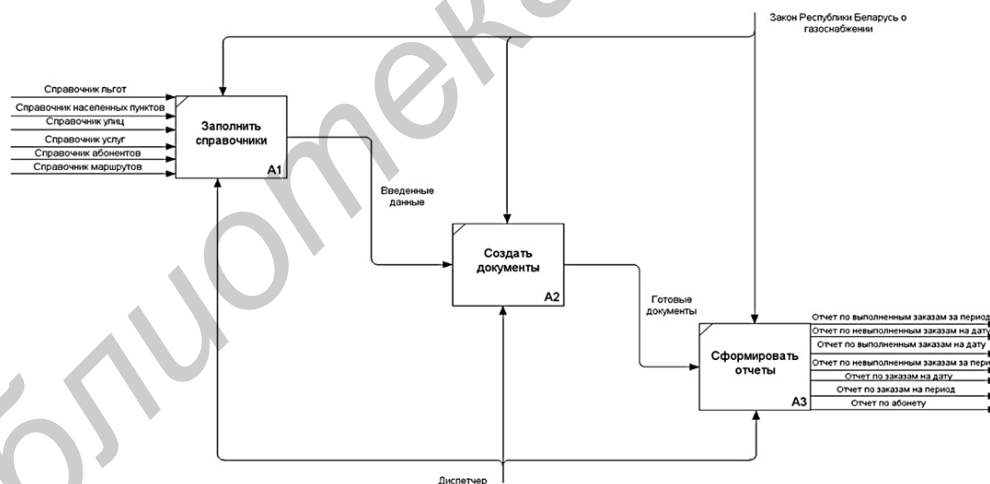 Закон Республики Беларусь о
газоснабжении
Справочник льгот
Справочник населенных пунктов
Справочник улиц
Справочник услуг
Справочник абонентов
Справочник маршрутов
Заполнить
справочники
A1
Введенные
данные
Создать
документы
A2
Готовые
документы
Сформировать
отчеты
A3
Отчет по выполненным заказам за период
Отчет по невыполненным заказам на дату
Отчет по выполненным заказам на дату
Отчет по невыполненным заказам за пери
Отчет по заказам на дату
Отчет по заказам на период
Отчет по абонету
Диспетчер
блиотек